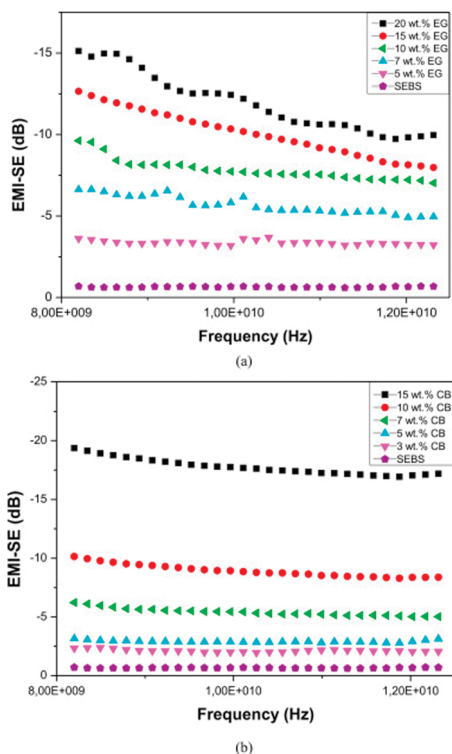 20 wt.% EG
15 wt.% EG
10 wt.% EG
7 wt.% EG
5 wt.% EG
SEBS
-15
-10
-5
0
EMI-SE (dB)
8,00E+009
1,00E+010
1,20E+010
Frequency (Hz)
(a)
15 wt.% CB
10 wt.% CB
7 wt.% CB
5 wt.% CB
3 wt.% CB
SEBS
-25
-20
-15
-10
-5
0
EMI-SE (dB)
8,00E+009
1,00E+010
1,20E+010
Frequency (Hz)
(b)